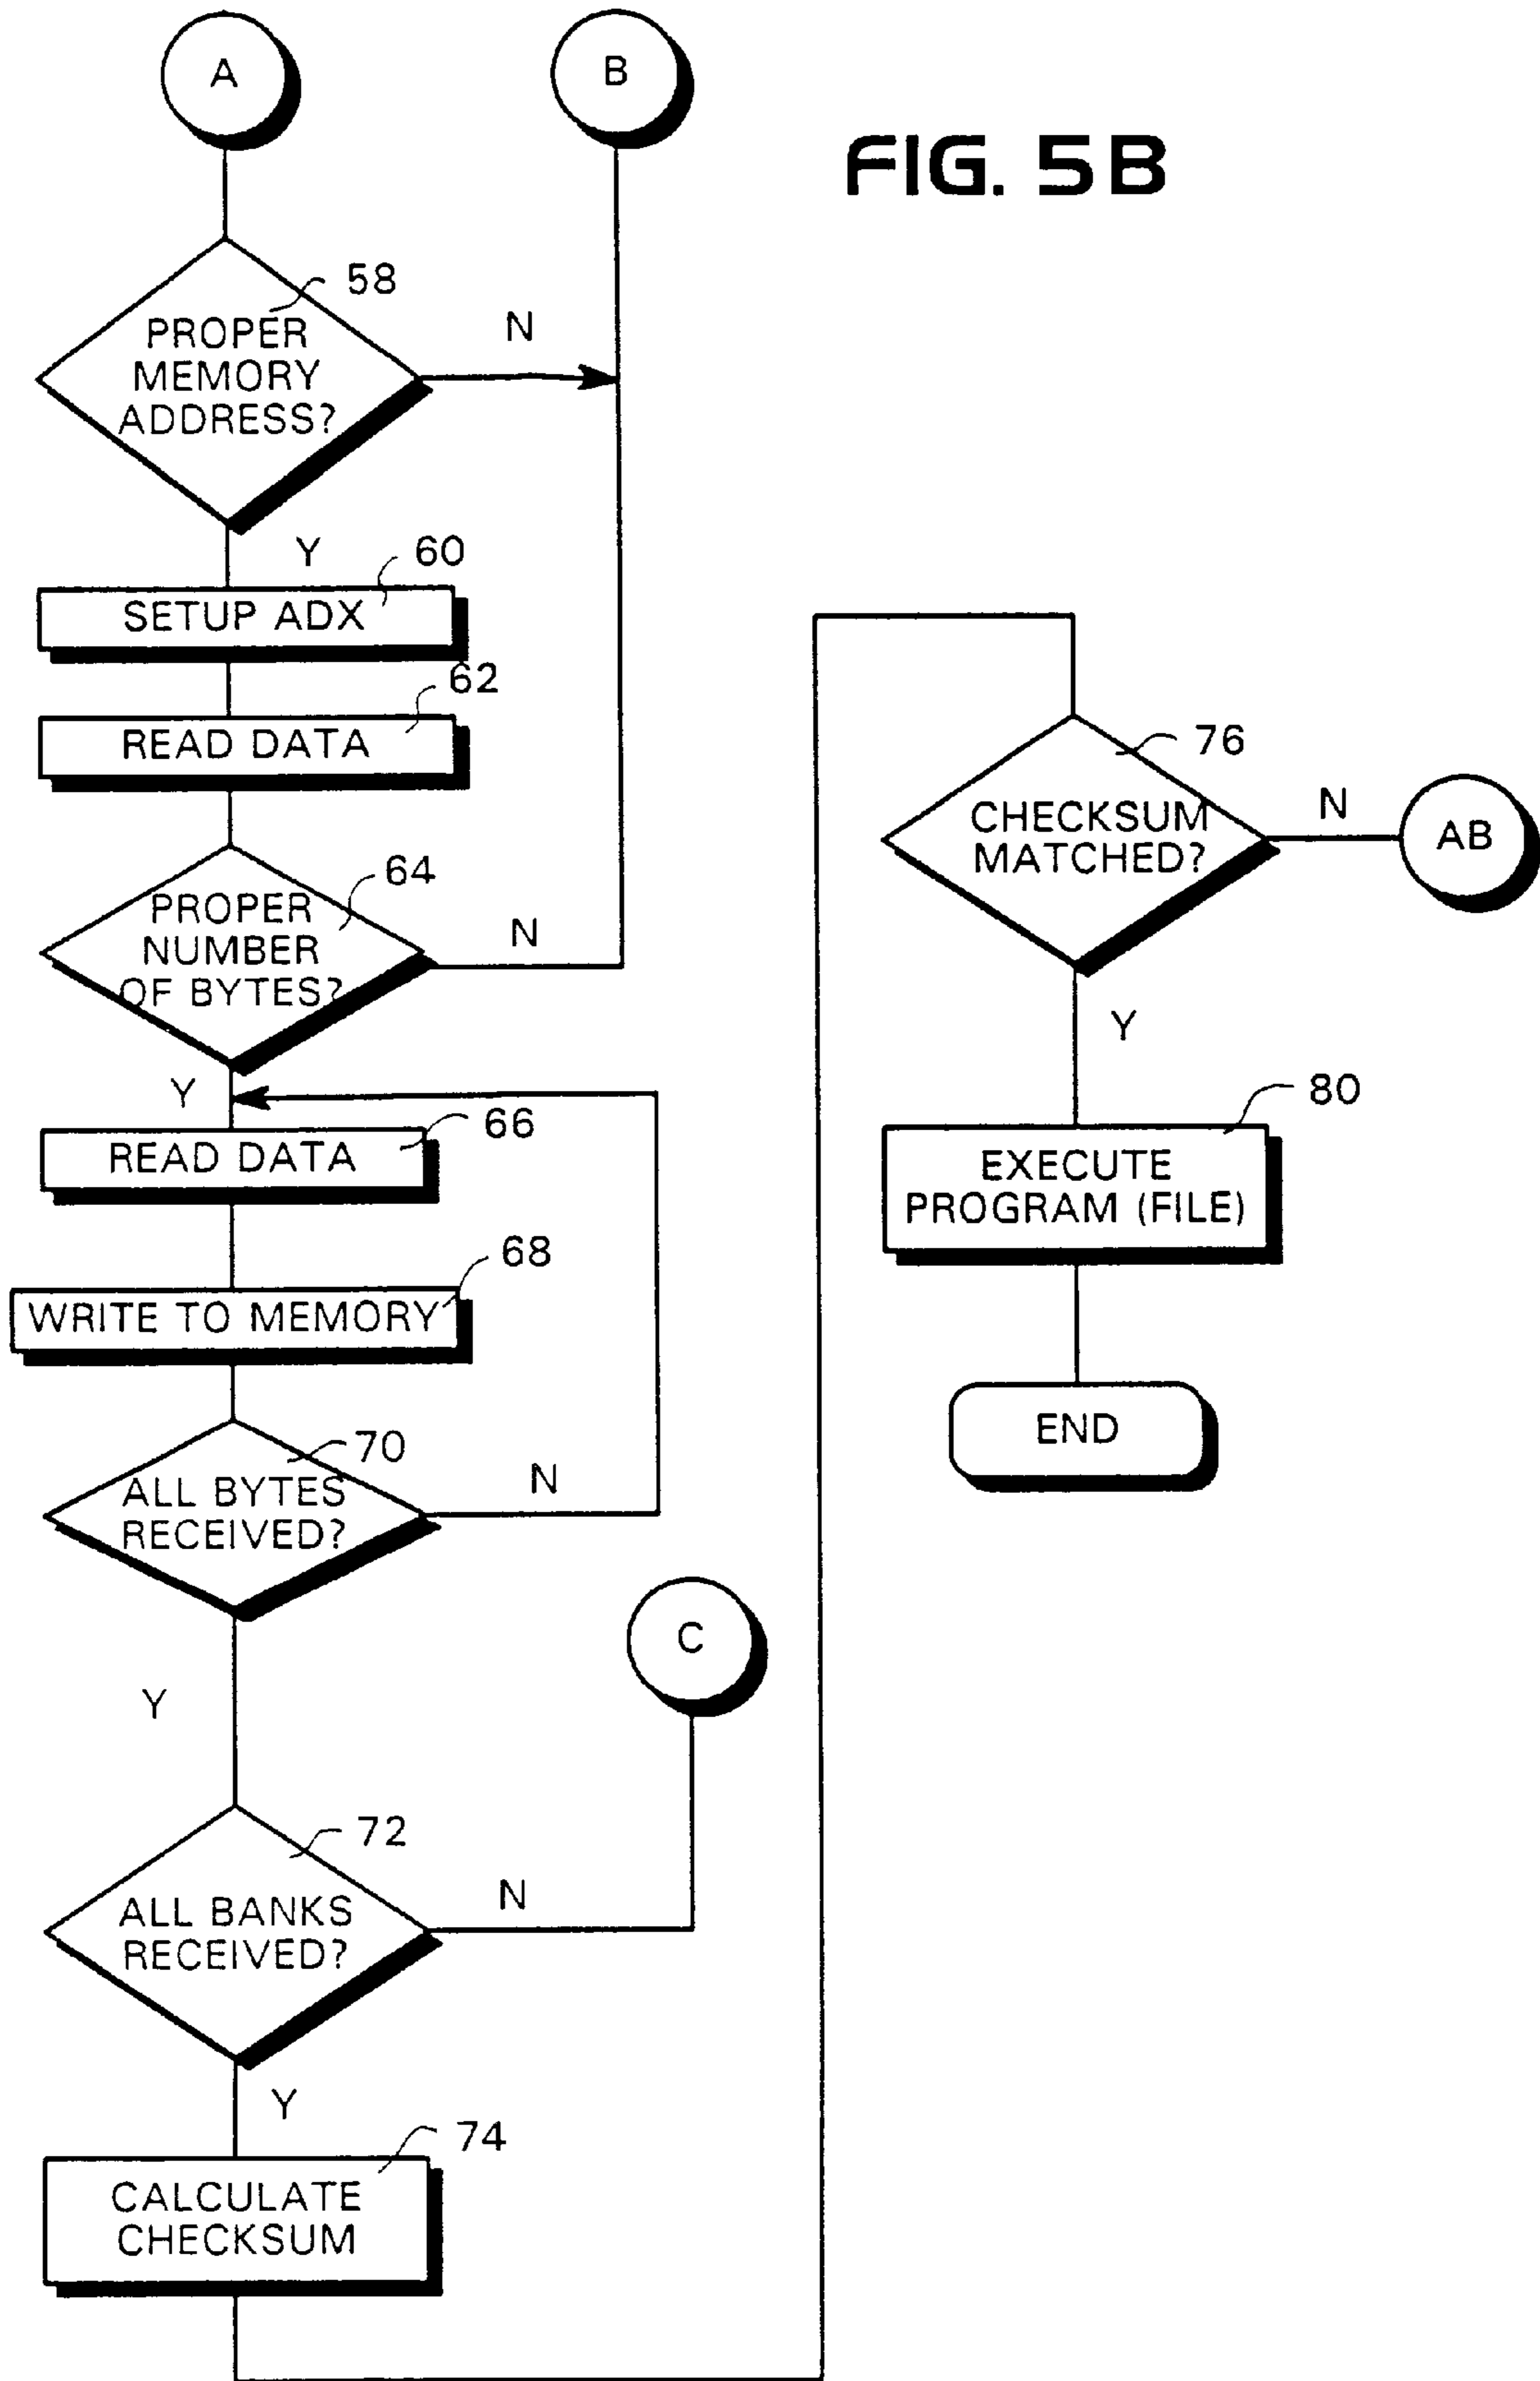 A
B
FIG. 5B
58
PROPER
MEMORY
ADDRESS?
N
Y
60
SETUP ADX
62
READ DATA
64
PROPER
NUMBER
OF BYTES?
N
Y
66
READ DATA
68
WRITE TO MEMORY
70
ALL BYTES
RECEIVED?
N
Y
C
72
ALL BANKS
RECEIVED?
N
Y
74
CALCULATE
CHECKSUM
76
CHECKSUM
MATCHED?
N
AB
Y
80
EXECUTE
PROGRAM (FILE)
END